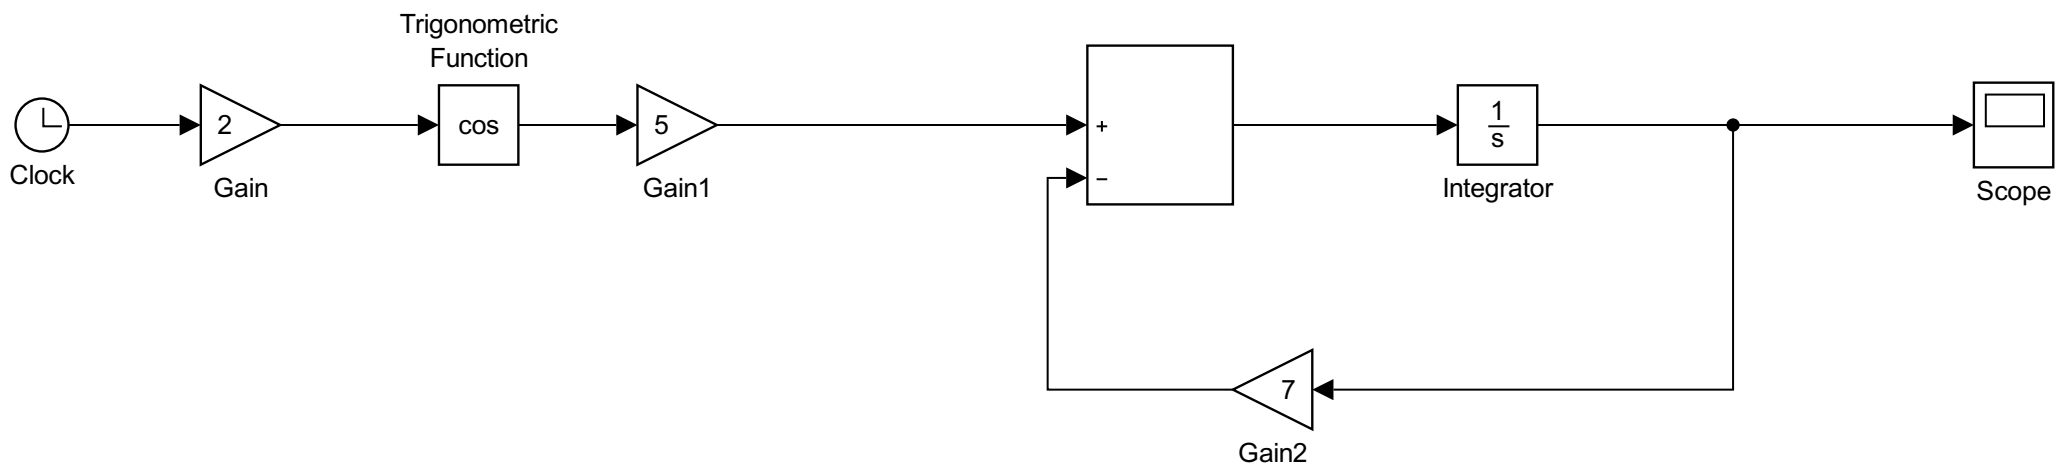 Trigonometric
Function
2
cos
5
+
−
1
s
Clock
Gain
Gain1
Integrator
Scope
7
Gain2